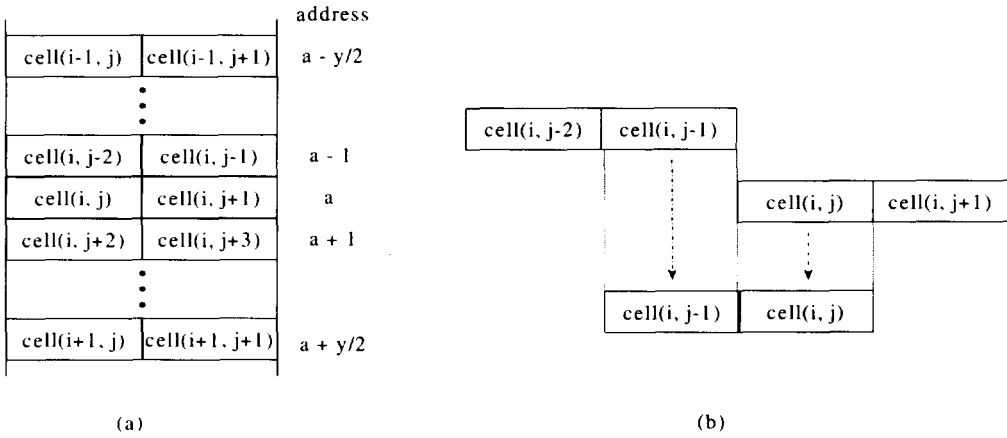 address
cell(i-1, j) cell(i-1, j+1) a - y/2
cell(i, j-2) cell(i, j-1) a - 1
cell(i, j) cell(i, j+1) a
cell(i, j+2) cell(i, j+3) a + 1
cell(i+1, j) cell(i+1, j+1) a + y/2
(a)
cell(i, j-2) cell(i, j-1)
cell(i, j) cell(i, j+1)
cell(i, j-1) cell(i, j)
(b)